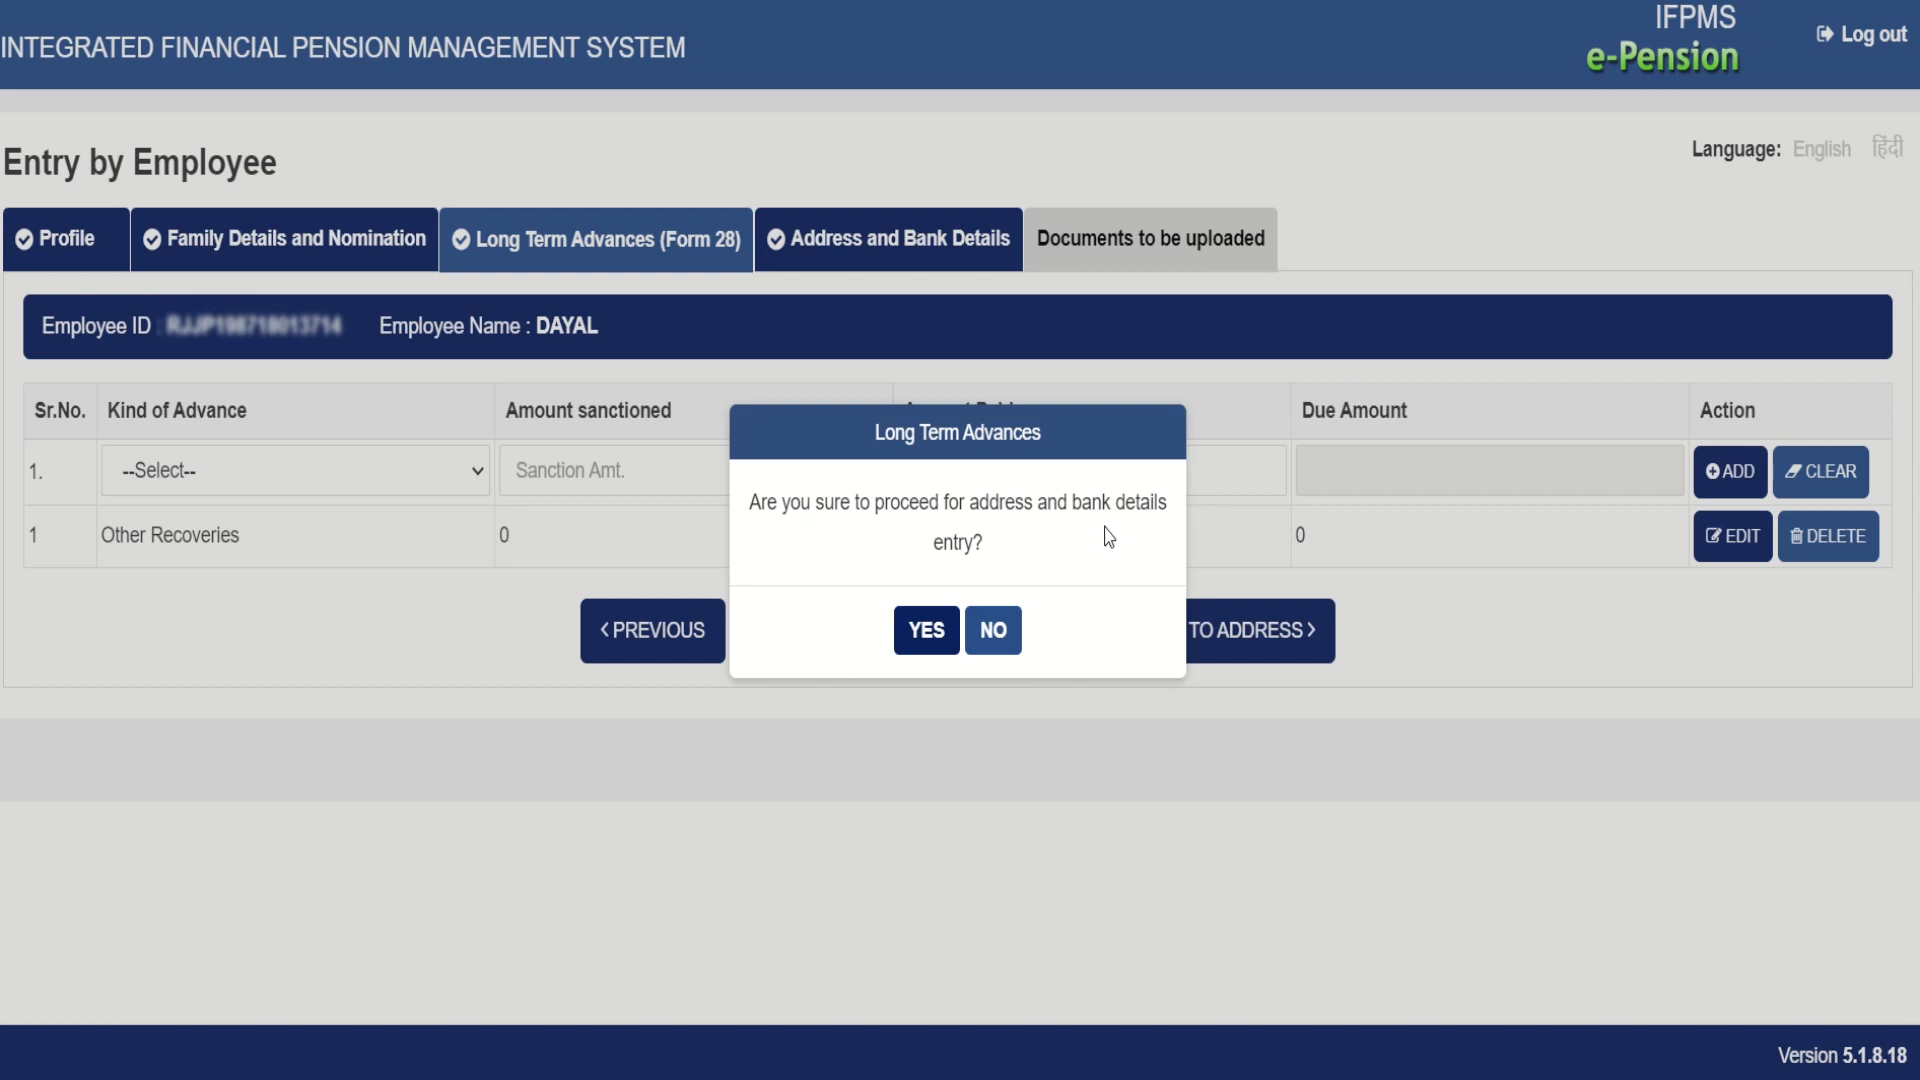 INTEGRATED FINANCIAL PENSION MANAGEMENT SYSTEM
IFPMS
e-Pension
Log out
Entry by Employee
Language: English हिंदी
Profile
Family Details and Nomination
Long Term Advances (Form 28)
Address and Bank Details
Documents to be uploaded
Employee ID :
Employee Name : DAYAL
Sr.No. Kind of Advance Amount sanctioned Due Amount Action
1. --Select-- Sanction Amt. ADD CLEAR
1 Other Recoveries 0 0 EDIT DELETE
Long Term Advances
Are you sure to proceed for address and bank details
entry?
YES NO
PREVIOUS
TO ADDRESS
Version 5.1.8.18